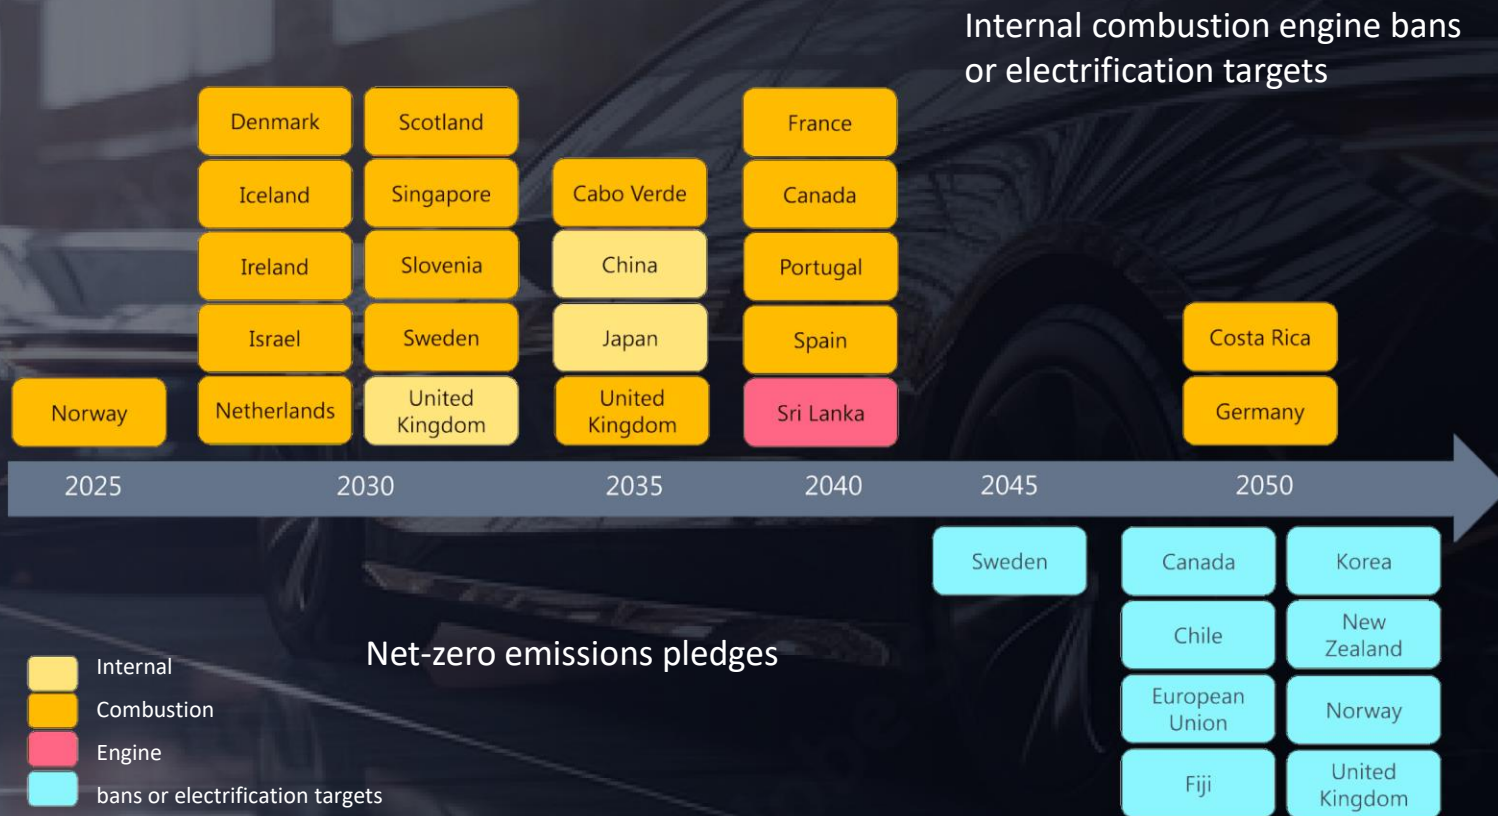 Internal combustion engine bans
or electrification targets
Denmark
Scotland
France
Iceland
Singapore
Cabo Verde
Canada
Ireland
Slovenia
China
Portugal
Israel
Sweden
Japan
Spain
Costa Rica
Norway
Netherlands
United
Kingdom
United
Kingdom
Sri Lanka
Germany
2025
2030
2035
2040
2045
2050
Sweden
Canada
Korea
Chile
New
Zealand
European
Union
Norway
Fiji
United
Kingdom
Net-zero emissions pledges
Internal
Combustion
Engine
bans or electrification targets